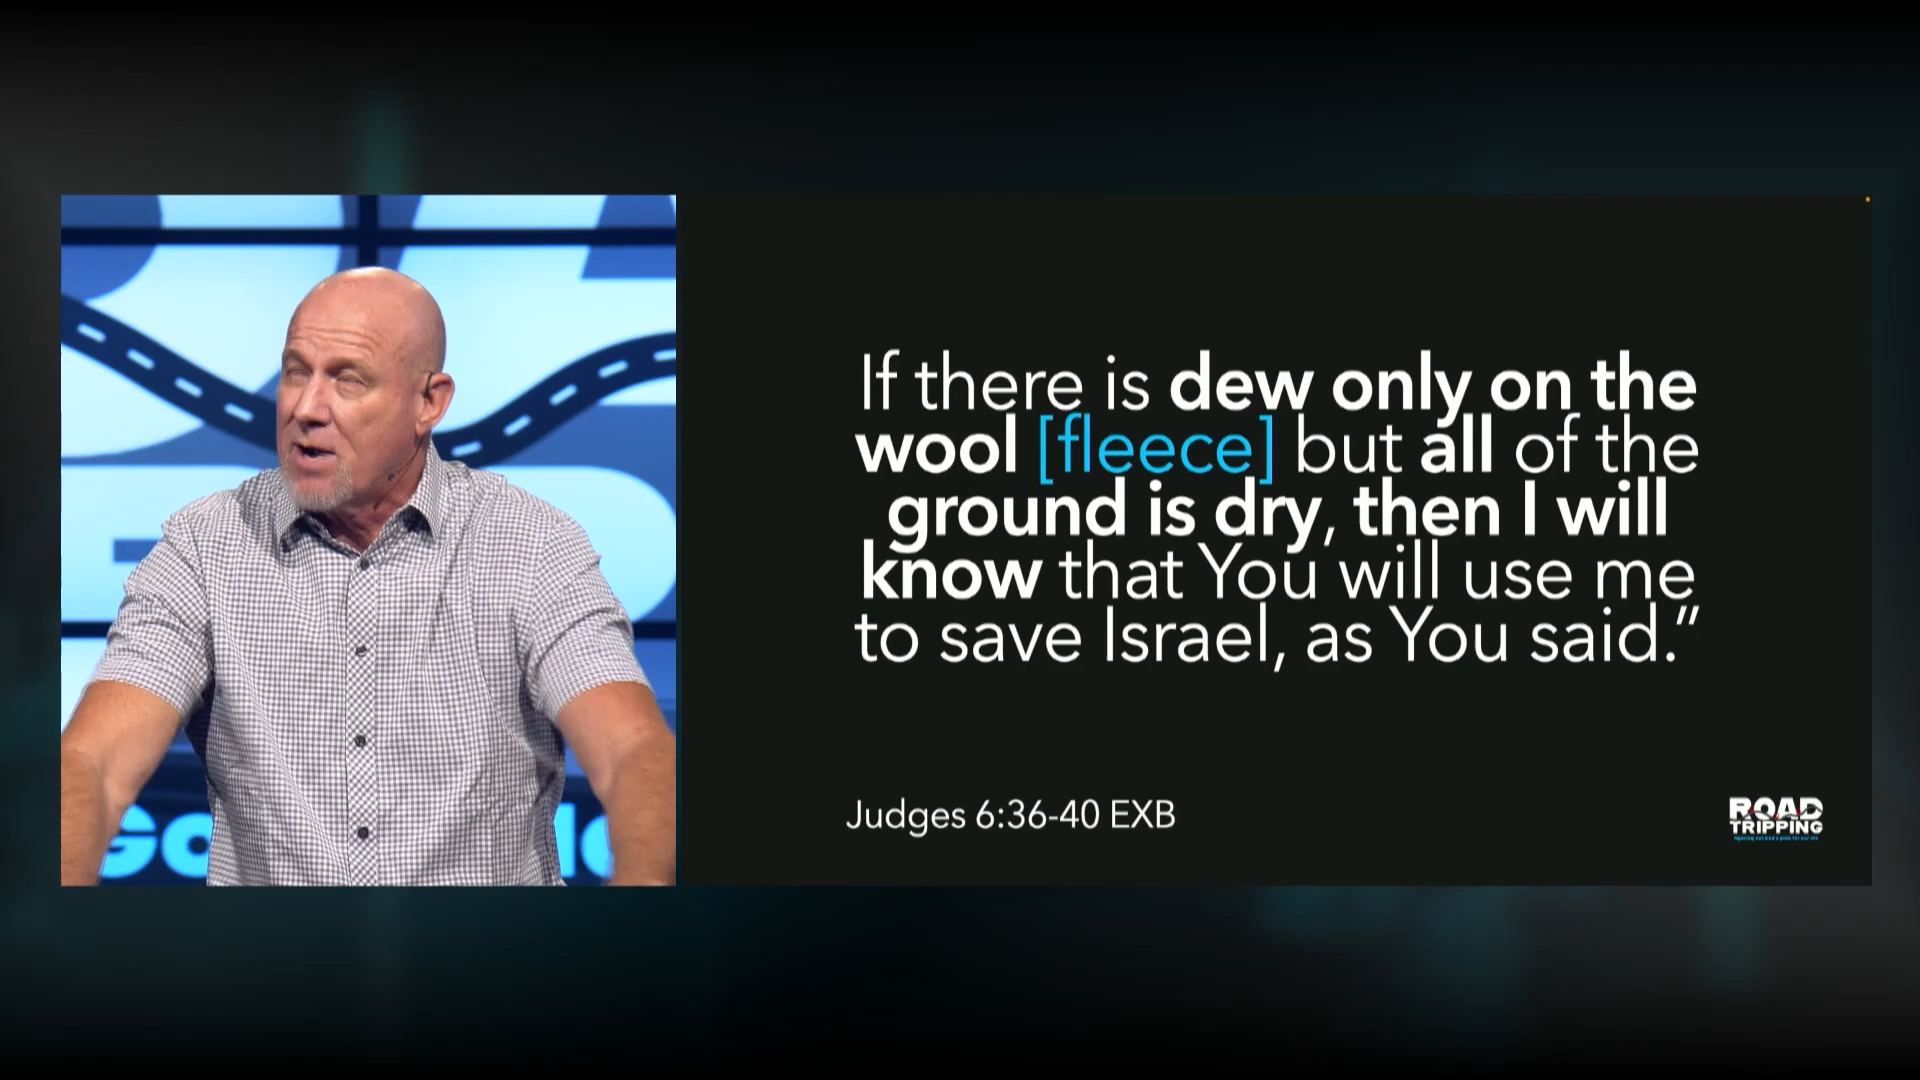 If there is dew only on the
wool [fleece] but all of the
ground is dry, then I will
know that You will use me
to save Israel, as You said.”
Judges 6:36-40 EXB
ROAD
TRIPPING
GO